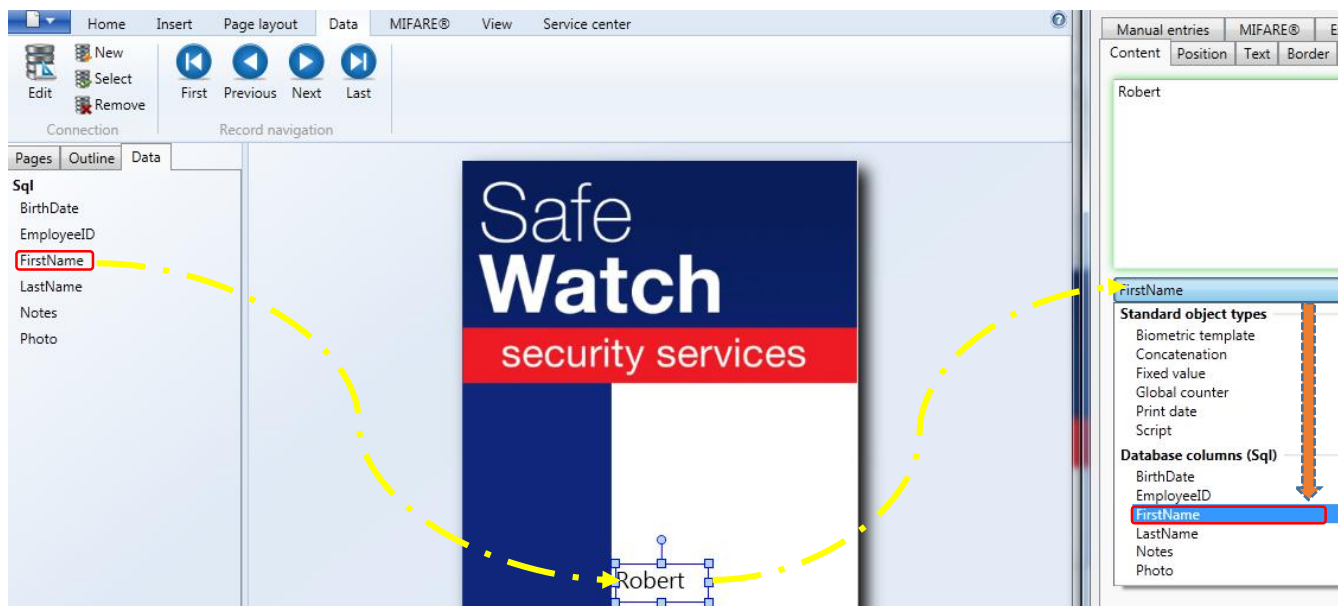 Home Insert Page layout Data MIFARE® View Service center
Edit
New
Select
Remove
Connection
First Previous Next Last
Record navigation
Pages Outline Data
Sql
BirthDate
EmployeeID
FirstName
LastName
Notes
Photo
Safe
Watch
security services
Robert
Manual entries MIFARE® E
Content Position Text Border
Robert
FirstName
Standard object types
Biometric template
Concatenation
Fixed value
Global counter
Print date
Script
Database columns (Sql)
BirthDate
EmployeeID
FirstName
LastName
Notes
Photo